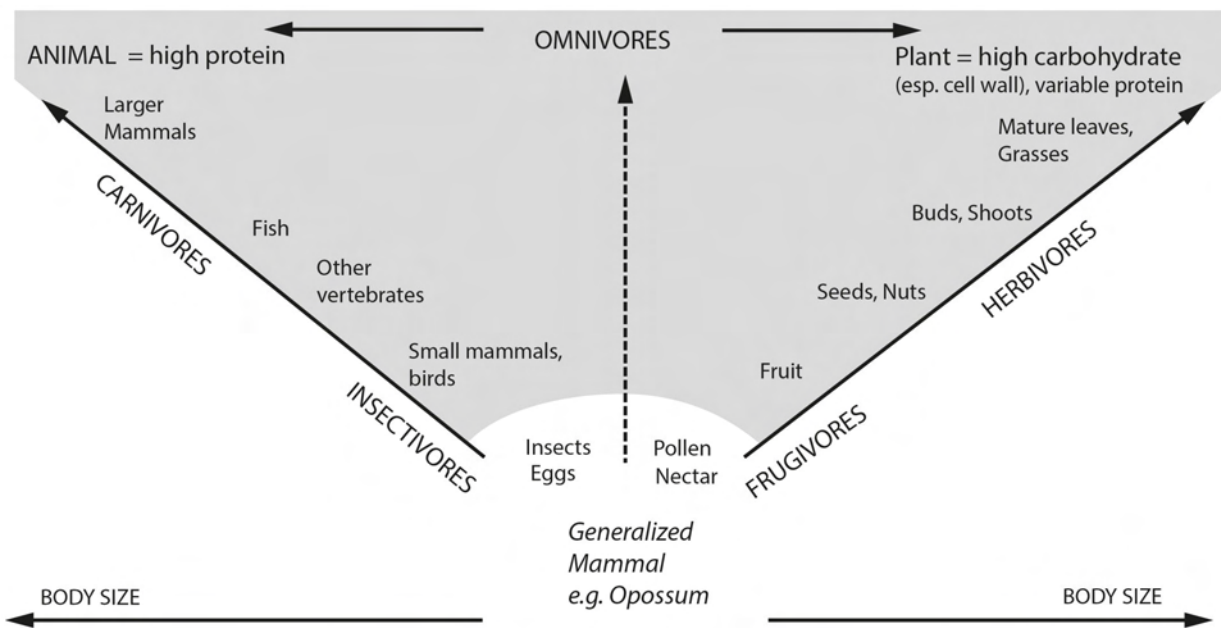 OMNIVORES
ANIMAL = high protein
Plant = high carbohydrate
(esp. cell wall), variable protein
Larger
Mammals
Mature leaves,
Grasses
CARNIVORES
Fish
Buds, Shoots
HERBIVORES
Other
vertebrates
Seeds, Nuts
Small mammals,
birds
Fruit
INSECTIVORES
Insects
Eggs
Pollen
Nectar
FRUGIVORES
Generalized
Mammal
e.g. Opossum
BODY SIZE
BODY SIZE